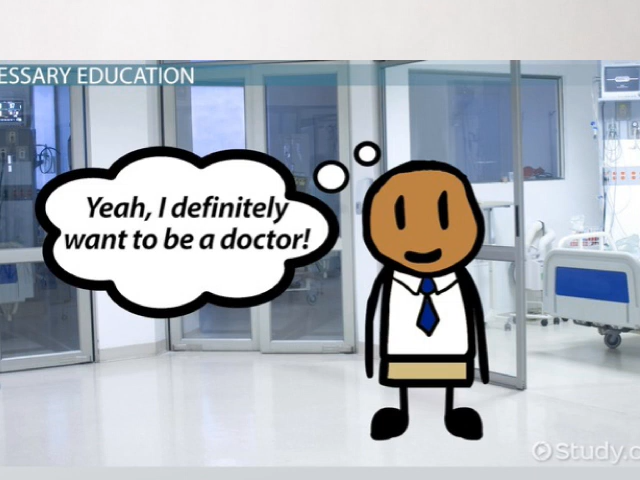 ESSARY EDUCATION
Yeah, I definitely
want to be a doctor!
Study.c